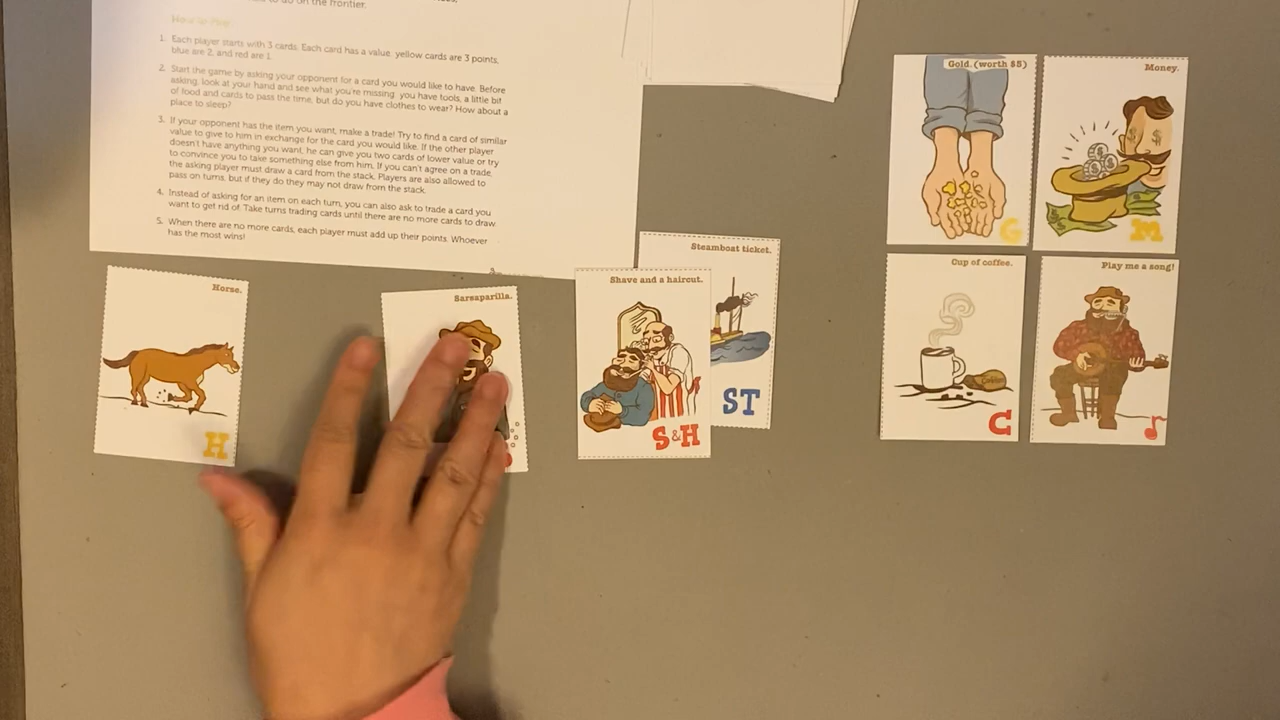 to do on the frontier.
How to Play:
1. Each player starts with 3 cards. Each card has a value: yellow cards are 3 points,
blue are 2, and red are 1.
2. Start the game by asking your opponent for a card you would like to have. Before
asking, look at your hand and see what you're missing: you have tools, a little bit
of food and cards to pass the time, but do you have clothes to wear? How about a
place to sleep?
3. If your opponent has the item you want, make a trade! Try to find a card of similar
value to give to him in exchange for the card you would like. If the other player
doesn't have anything you want, he can give you two cards of lower value or try
to convince you to take something else from him. If you can't agree on a trade,
the asking player must draw a card from the stack. Players are also allowed to
pass on turns, but if they do they may not draw from the stack.
4. Instead of asking for an item on each turn, you can also ask to trade a card you
want to get rid of. Take turns trading cards until there are no more cards to draw.
5. When there are no more cards, each player must add up their points. Whoever
has the most wins!
Horse.
H
Sarsaparilla.
Shave and a haircut.
S&H
Steamboat ticket.
ST
Gold. (worth $5)
G
Money.
M
Cup of coffee.
C
Play me a song!